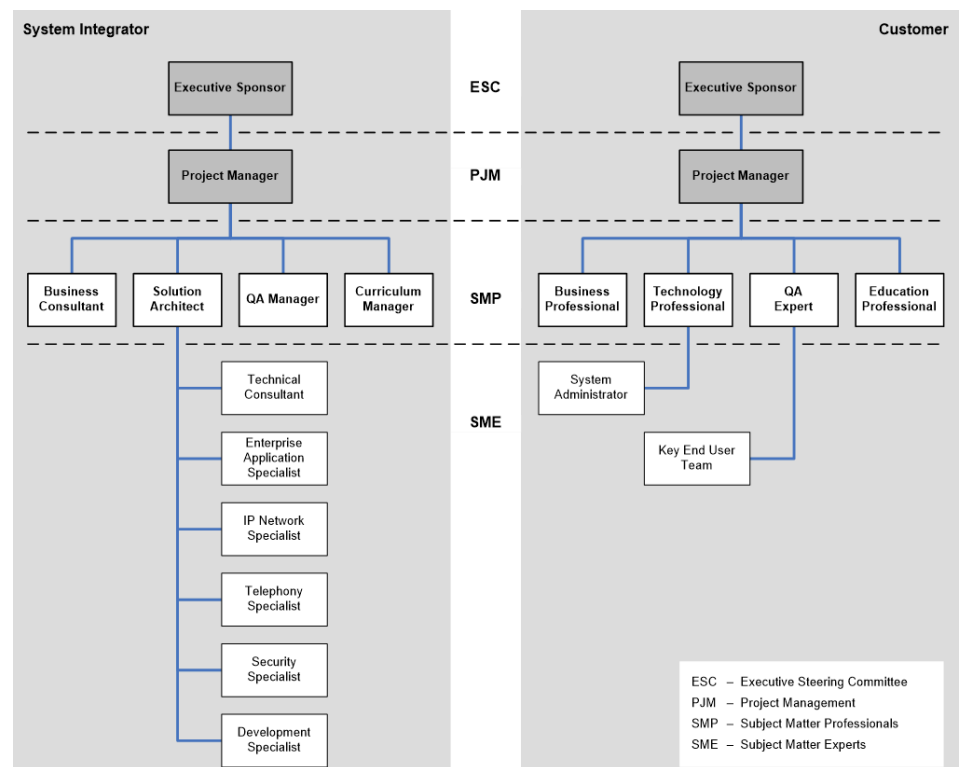 System Integrator
Customer
Executive Sponsor
ESC
Executive Sponsor
Project Manager
PJM
Project Manager
Business
Consultant
Solution
Architect
QA Manager
Curriculum
Manager
SMP
Business
Professional
Technology
Professional
QA
Expert
Education
Professional
Technical
Consultant
System
Administrator
SME
Enterprise
Application
Specialist
Key End User
Team
IP Network
Specialist
Telephony
Specialist
Security
Specialist
Development
Specialist
ESC – Executive Steering Committee
PJM – Project Management
SMP – Subject Matter Professionals
SME – Subject Matter Experts